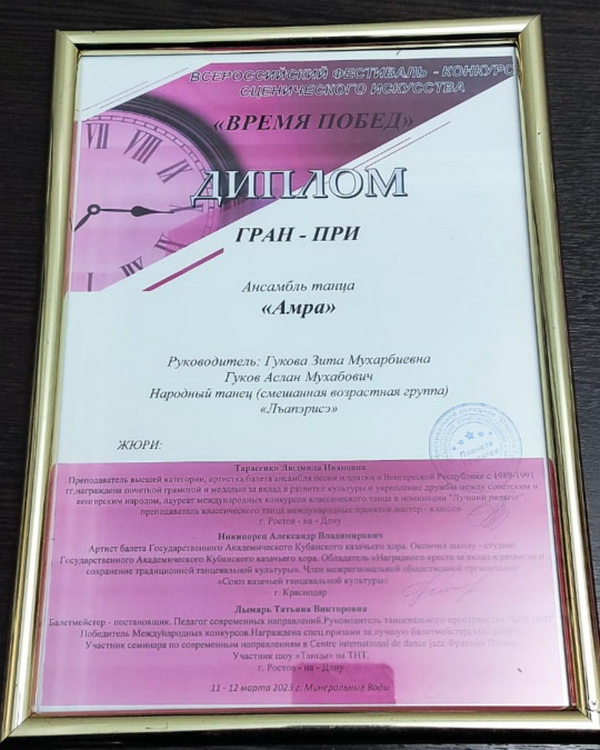 ВСЕРОССИЙСКИЙ ФЕСТИВАЛЬ - КОНКУРС
СЦЕНИЧЕСКОГО ИСКУССТВА
«ВРЕМЯ ПОБЕД»
ДИПЛОМ
ГРАН - ПРИ
Ансамбль танца
«Амра»
Руководитель: Гукова Зита Мухарбиевна
Гуков Аслан Мухабович
Народный танец (смешанная возрастная группа)
«Лъапэрисэ»
ЖЮРИ:
Тарасенко Людмила Ивановна
Преподаватель высшей категории, артистка балета ансамбля песни и пляски в Венгерской Республике с 1989/1991
гг,награждена почетной грамотой и медалью за вклад в развитие культуры и укрепление дружбы между советским и
венгерским народом, лауреат международных конкурсов классического танца в номинации "Лучший педагог",
преподаватель классического танца международных проектов,мастер - классов
г. Ростов - на - Дону
Никипорец Александр Владимирович
Артист балета Государственного Академического Кубанского казачьего хора. Окончил школу - студию
Государственного Академического Кубанского казачьего хора. Обладатель «Наградного креста за вклад в развитие и
сохранение традиционной танцевальной культуры». Член межрегиональной общественной организации
«Союз казачьей танцевальной культуры»
г. Краснодар
Лымарь Татьяна Викторовна
Балетмейстер - постановщик. Педагог современных направлений.Руководитель танцевального пространства
Победитель Международных конкурсов.Награждена спец.призами за лучшую балетмейстерскую работу
Участник семинара по современным направлениям в Centre international de dance jazz Франция
Участник шоу «Танцы» на ТНТ.
г. Ростов - на - Дону
11 - 12 марта 2023 г. Минеральные Воды